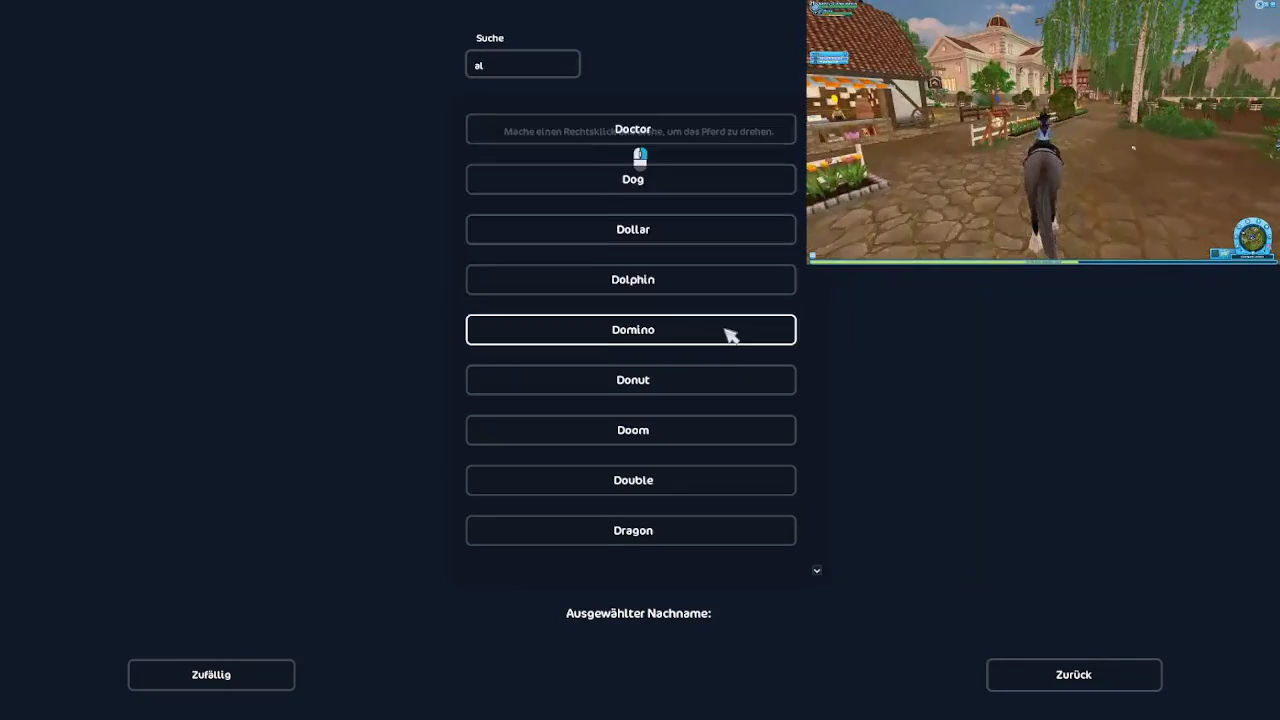 Suche
al
Mache einen Rechtsklick
, um das Pferd zu drehen.
Doctor
Dog
Dollar
Dolphin
Domino
Donut
Doom
Double
Dragon
Ausgewählter Nachname:
Zufällig
Zurück